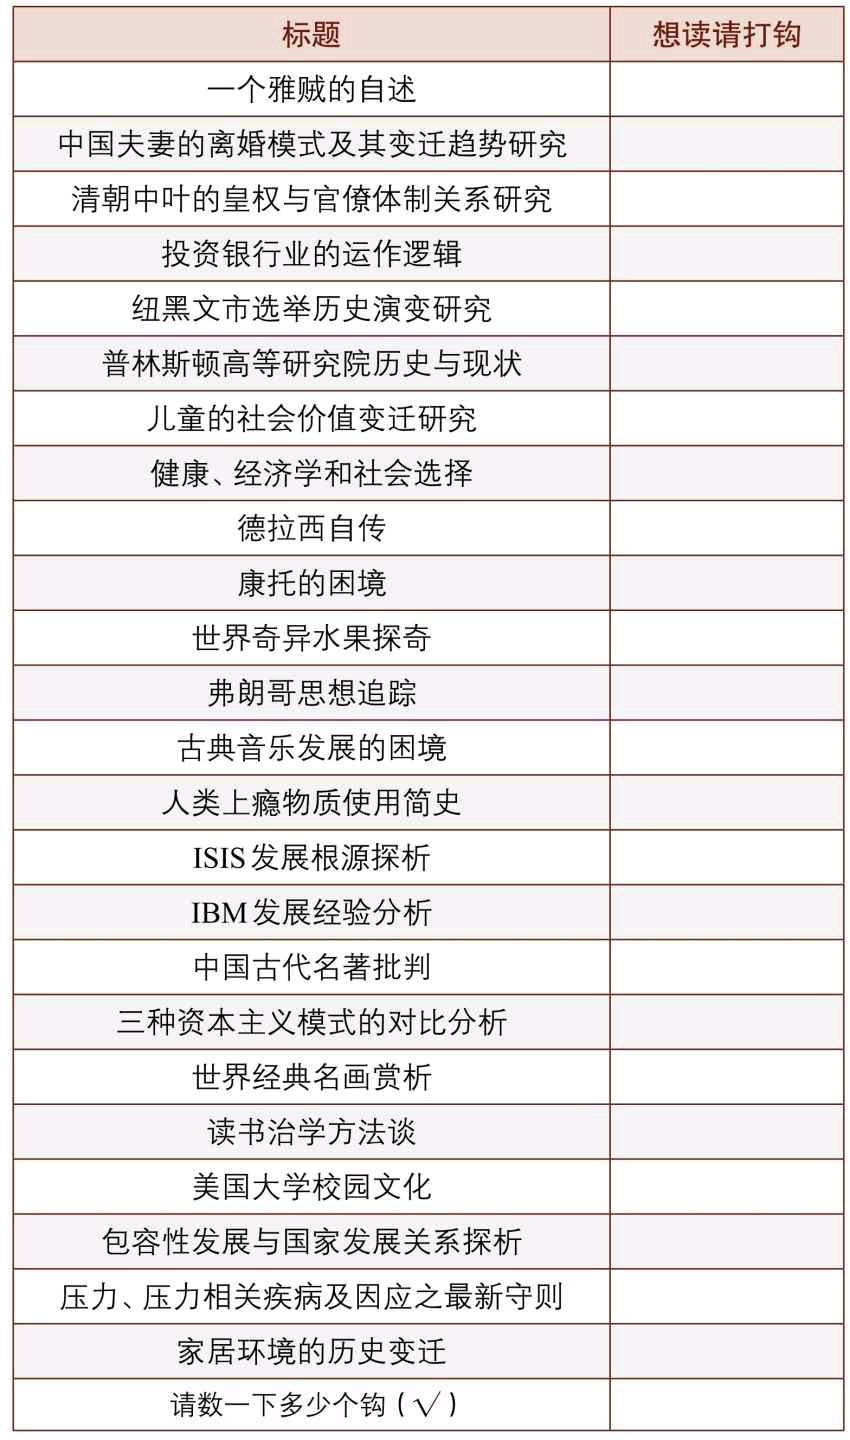 标题 想读请打钩
一个雅贼的自述
中国夫妻的离婚模式及其变迁趋势研究
清朝中叶的皇权与官僚体制关系研究
投资银行业的运作逻辑
纽黑文市选举历史演变研究
普林斯顿高等研究院历史与现状
儿童的社会价值变迁研究
健康、经济学和社会选择
德拉西自传
康托的困境
世界奇异水果探奇
弗朗哥思想追踪
古典音乐发展的困境
人类上瘾物质使用简史
ISIS发展根源探析
IBM发展经验分析
中国古代名著批判
三种资本主义模式的对比分析
世界经典名画赏析
读书治学方法谈
美国大学校园文化
包容性发展与国家发展关系探析
压力、压力相关疾病及因应之最新守则
家居环境的历史变迁
请数一下多少个钩(√)